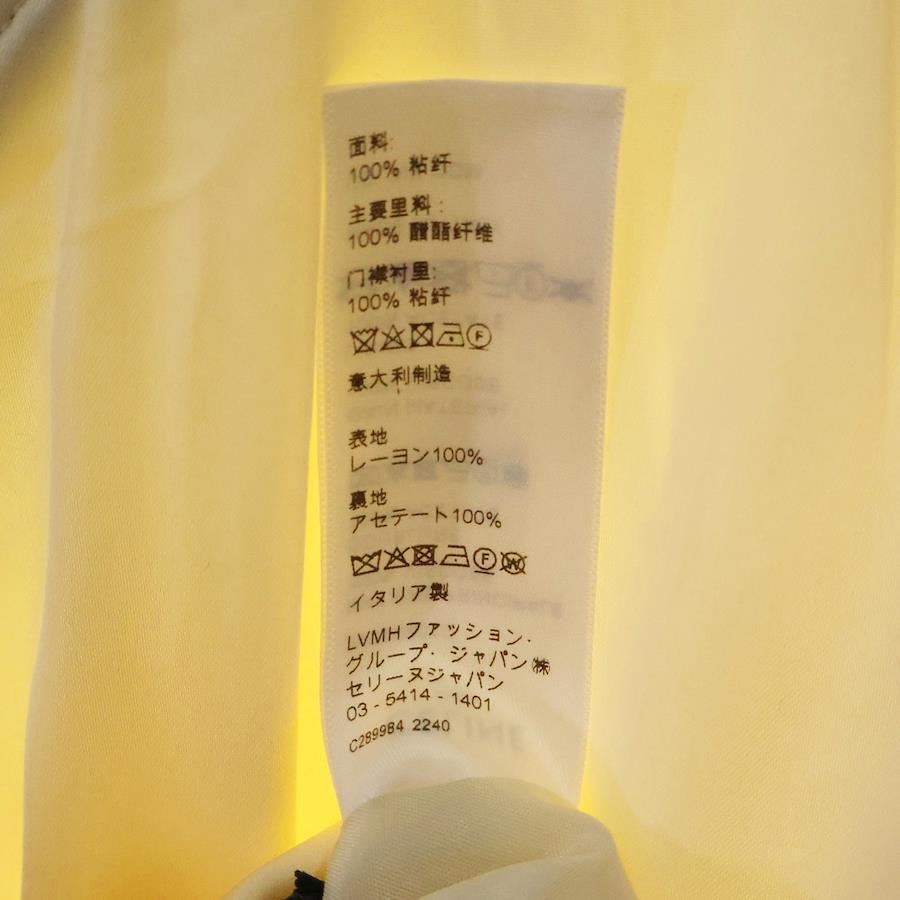 面料:
100% 粘纤
主要里料:
100% 醋酯纤维
门襟衬里:
100% 粘纤
F
意大利制造
表地
レーヨン100%
裏地
アセテート100%
F W
イタリア製
LVMHファッション・
グループ・ジャパン㈱
セリーヌジャパン
03 - 5414 - 1401
C289984 2240